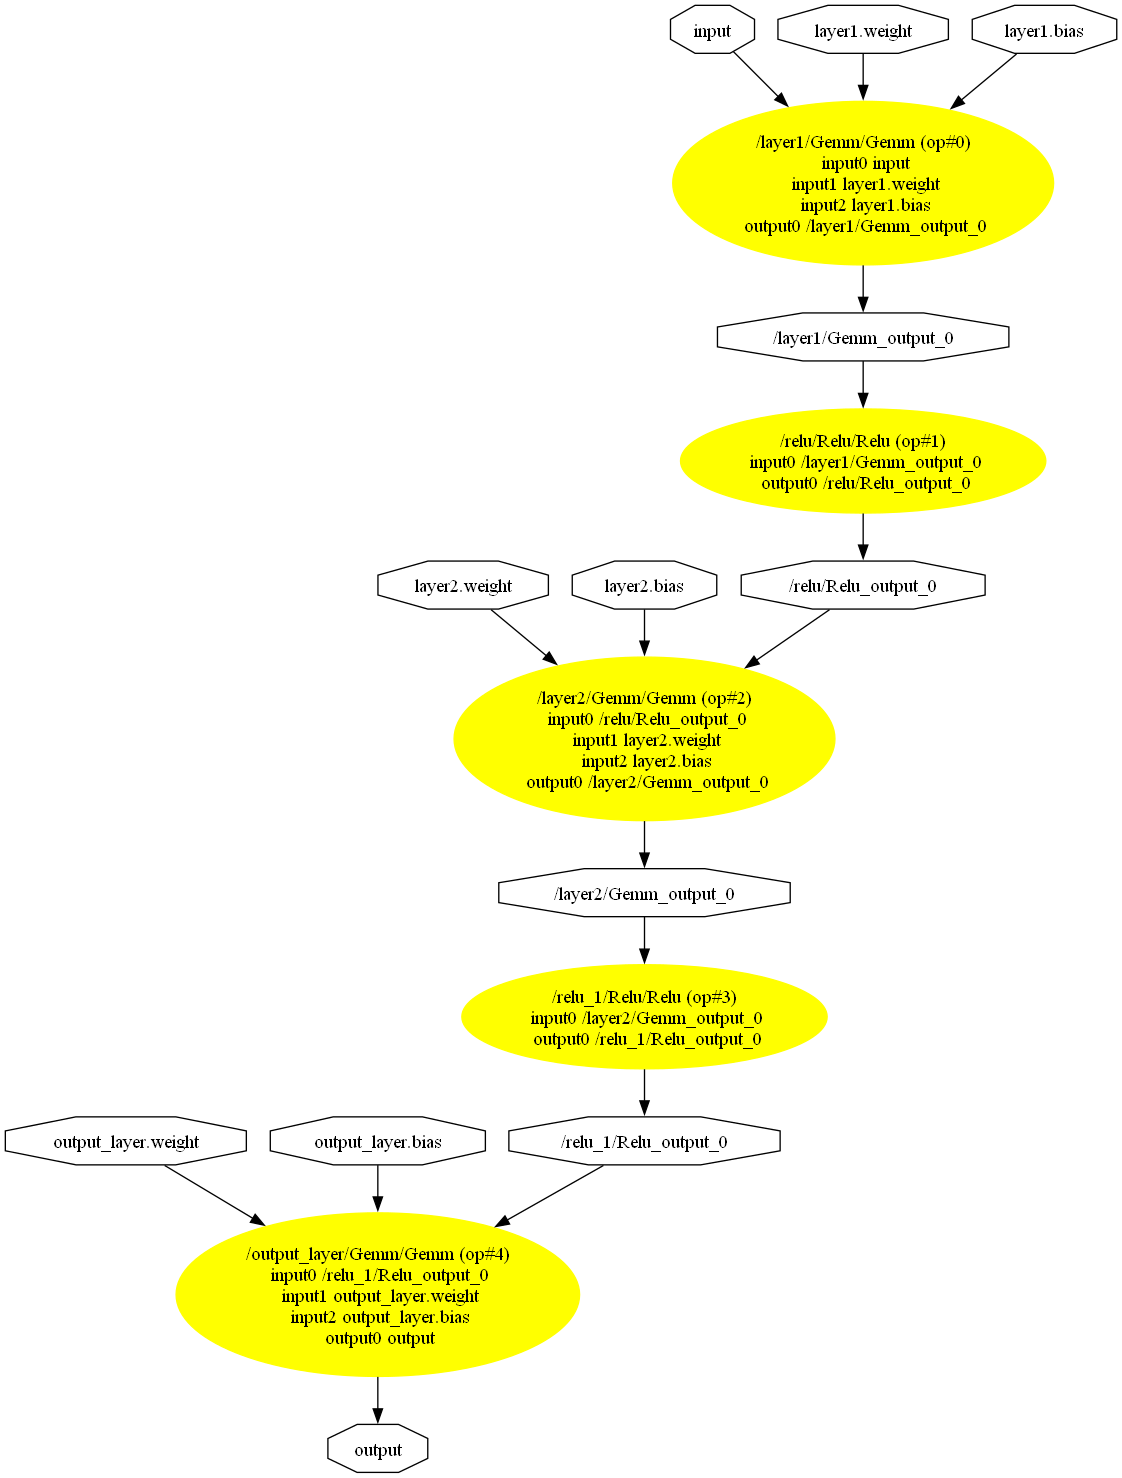 input
layer1.weight
layer1.bias
/layer1/Gemm/Gemm (op#0)
input0 input
input1 layer1.weight
input2 layer1.bias
output0 /layer1/Gemm_output_0
/layer1/Gemm_output_0
/relu/Relu/Relu (op#1)
input0 /layer1/Gemm_output_0
output0 /relu/Relu_output_0
layer2.weight
layer2.bias
/relu/Relu_output_0
/layer2/Gemm/Gemm (op#2)
input0 /relu/Relu_output_0
input1 layer2.weight
input2 layer2.bias
output0 /layer2/Gemm_output_0
/layer2/Gemm_output_0
/relu_1/Relu/Relu (op#3)
input0 /layer2/Gemm_output_0
output0 /relu_1/Relu_output_0
output_layer.weight
output_layer.bias
/relu_1/Relu_output_0
/output_layer/Gemm/Gemm (op#4)
input0 /relu_1/Relu_output_0
input1 output_layer.weight
input2 output_layer.bias
output0 output
output